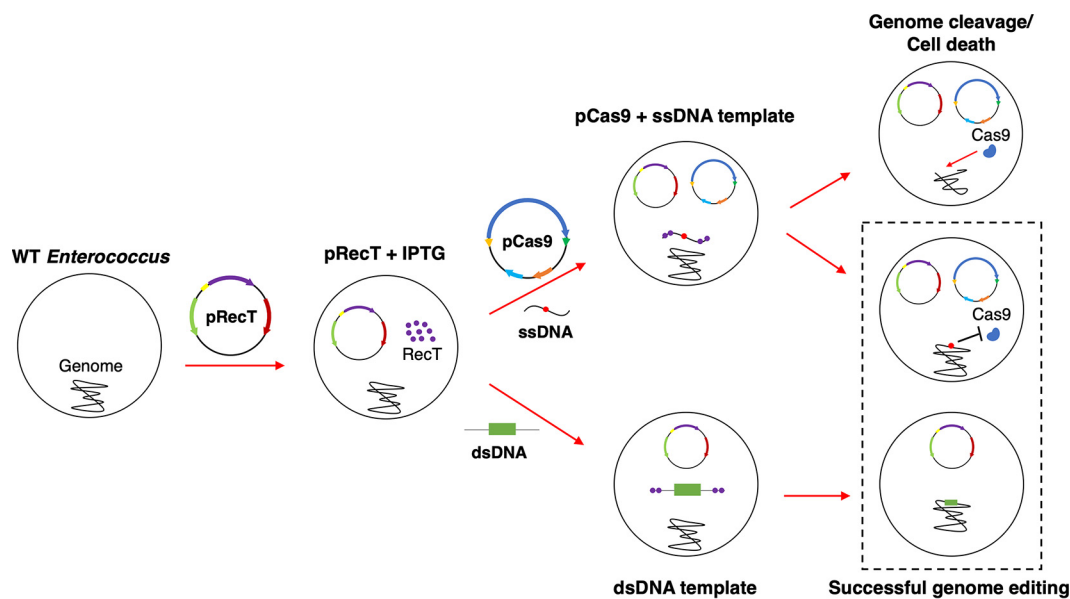 WT Enterococcus
Genome
pRecT
pRecT + IPTG
RecT
pCas9
ssDNA
dsDNA
pCas9 + ssDNA template
dsDNA template
Genome cleavage/
Cell death
Cas9
Cas9
Successful genome editing